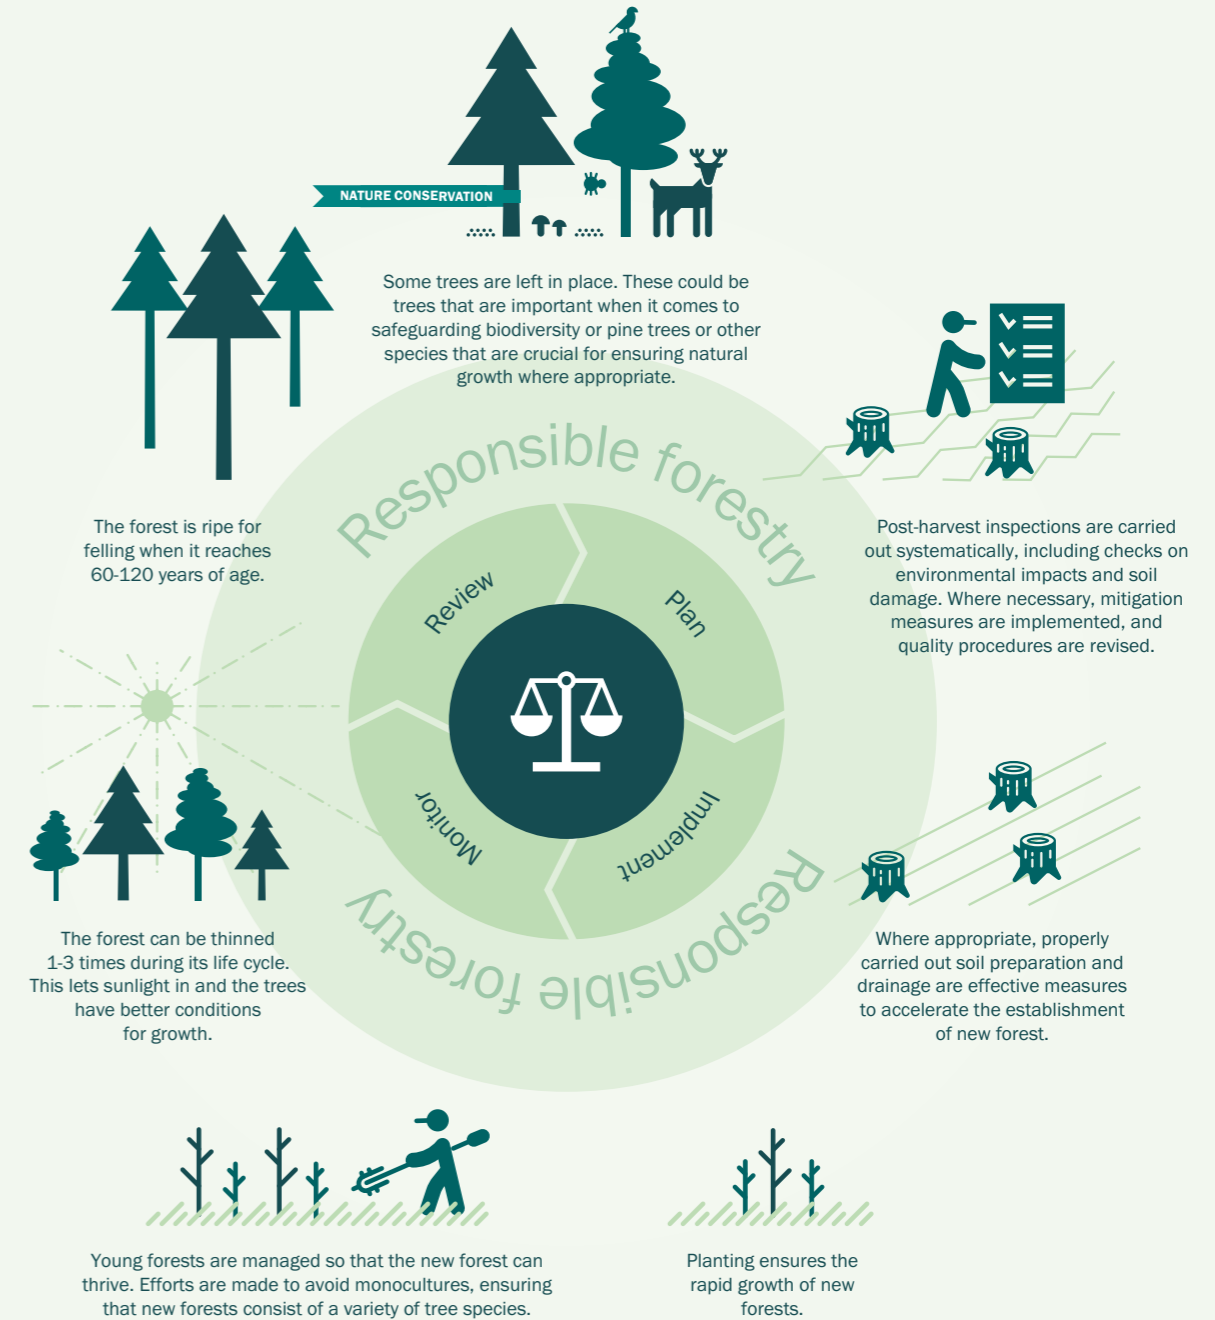 NATURE CONSERVATION
Some trees are left in place. These could be
trees that are important when it comes to
safeguarding biodiversity or pine trees or other
species that are crucial for ensuring natural
growth where appropriate.
The forest is ripe for
felling when it reaches
60-120 years of age.
Post-harvest inspections are carried
out systematically, including checks on
environmental impacts and soil
damage. Where necessary, mitigation
measures are implemented, and
quality procedures are revised.
Responsible forestry
Review
Plan
Monitor
Implement
Responsible forestry
The forest can be thinned
1-3 times during its life cycle.
This lets sunlight in and the trees
have better conditions
for growth.
Where appropriate, properly
carried out soil preparation and
drainage are effective measures
to accelerate the establishment
of new forest.
Young forests are managed so that the new forest can
thrive. Efforts are made to avoid monocultures, ensuring
that new forests consist of a variety of tree species.
Planting ensures the
rapid growth of new
forests.